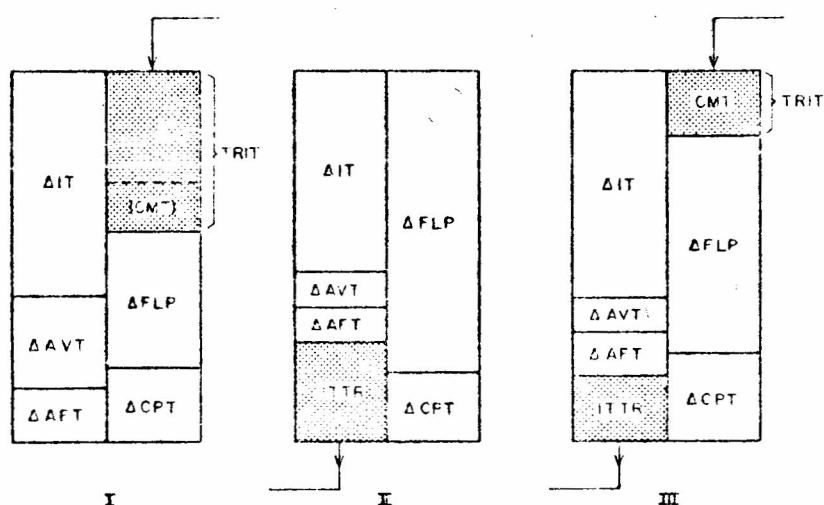 ΔIT
ΔAVT
ΔAFT
{CMT}
ΔFLP
ΔCPT
TRIT
I
ΔIT
ΔAVT
ΔAFT
ITTR
ΔFLP
ΔCPT
II
ΔIT
ΔAVT
ΔAFT
ITTR
CMT
ΔFLP
ΔCPT
TRIT
III